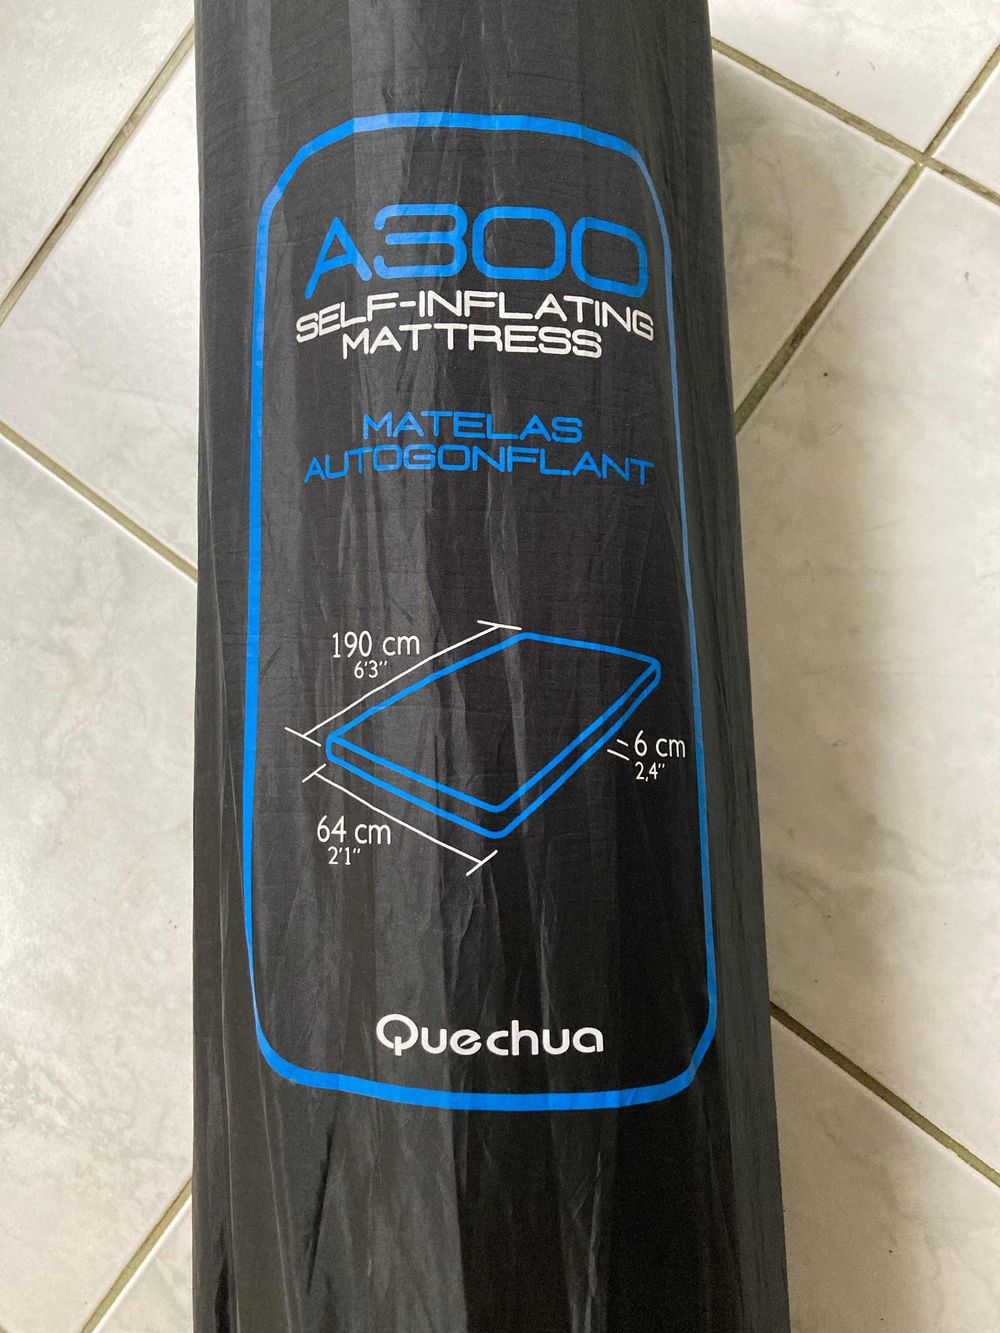 A300
SELF-INFLATING
MATTRESS
MATELAS
AUTOGONFLANT
190 cm
6'3''
6 cm
2,4''
64 cm
2'1''
Quechua